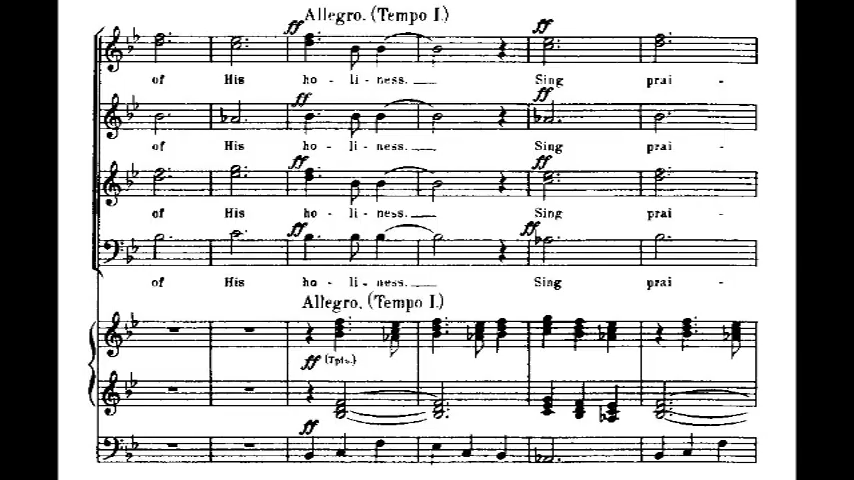 Allegro. (Tempo I.)
ff ff
of His ho - li - ness. Sing prai -
ff ff
of His ho - li - ness. Sing prai -
ff ff
of His ho - li - ness. Sing prai -
ff ff
of His ho - li - ness. Sing prai -
Allegro. (Tempo I.)
ff (Tpts.)
ff